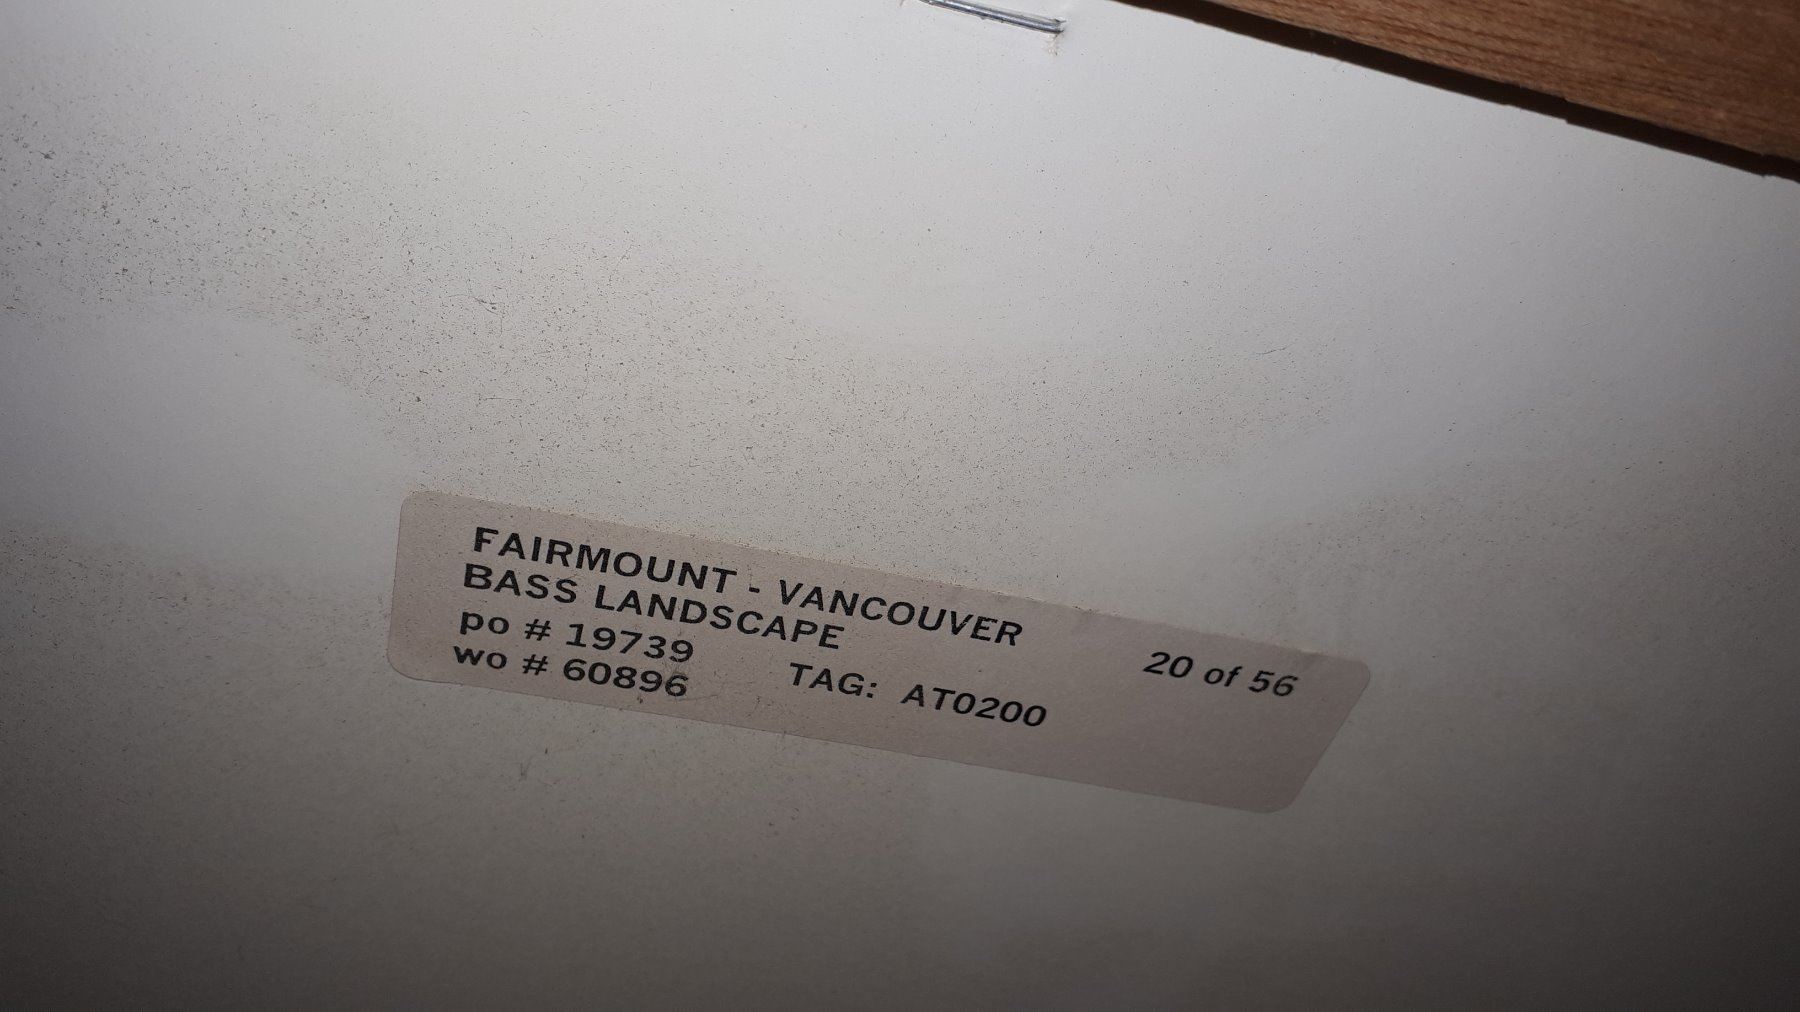 FAIRMOUNT - VANCOUVER
BASS LANDSCAPE
po # 19739
wo # 60896
TAG: AT0200
20 of 56